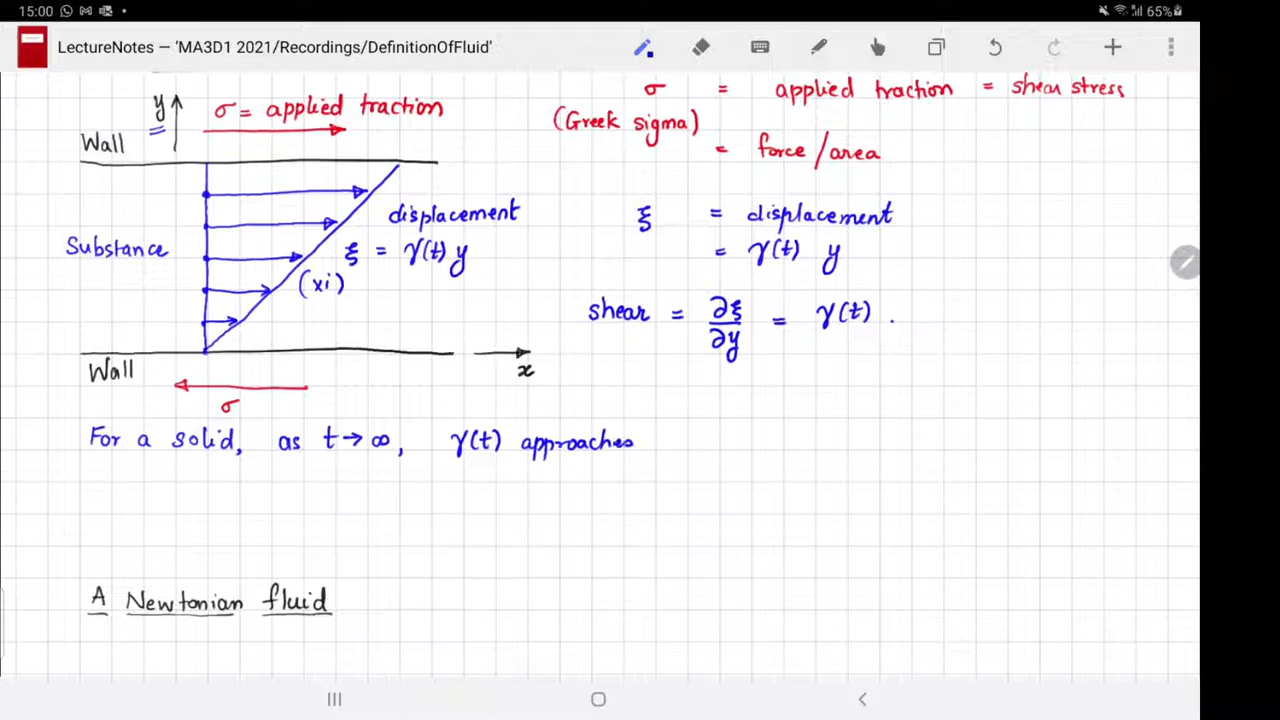 15:00
65%
LectureNotes — 'MA3D1 2021/Recordings/DefinitionOfFluid'
y
σ = applied traction
Wall
Substance
displacement
ξ = γ(t) y
(xi)
Wall
x
σ
σ = applied traction = shear stress
(Greek sigma)
= force/area
ξ = displacement
= γ(t) y
shear = ∂ξ/∂y = γ(t) .
For a solid, as t→∞, γ(t) approaches
A Newtonian fluid